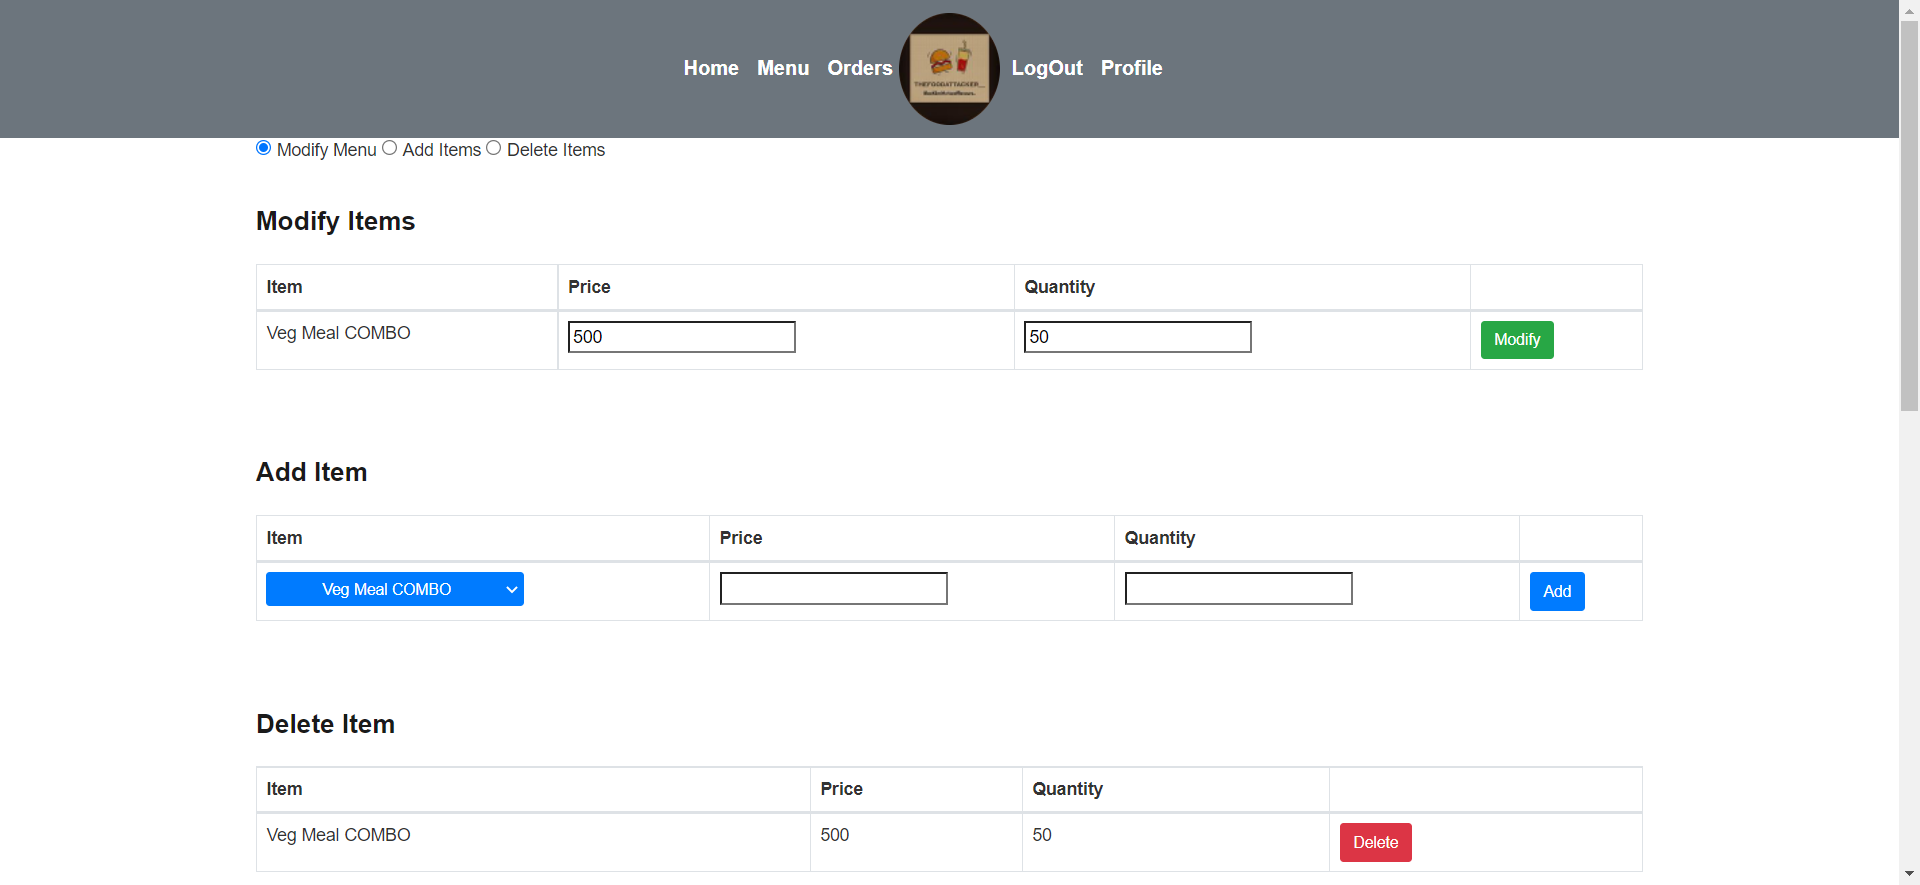 Home Menu Orders LogOut Profile
THEFOODATTACKER__
Modify Menu Add Items Delete Items
Modify Items
Item Price Quantity
Veg Meal COMBO 500 50 Modify
Add Item
Item Price Quantity
Veg Meal COMBO Add
Delete Item
Item Price Quantity
Veg Meal COMBO 500 50 Delete